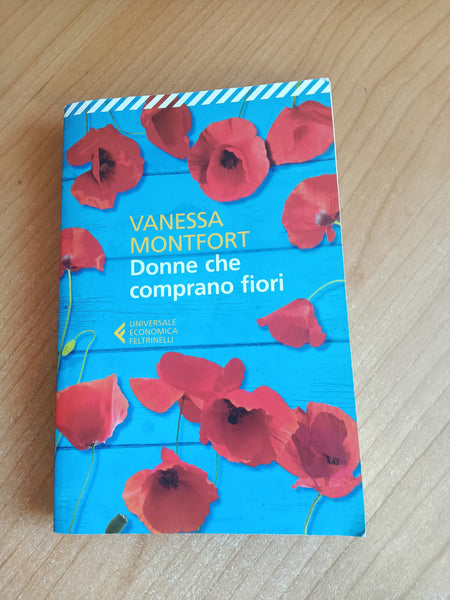 VANESSA
MONTFORT
Donne che
comprano fiori
UNIVERSALE
ECONOMICA
FELTRINELLI